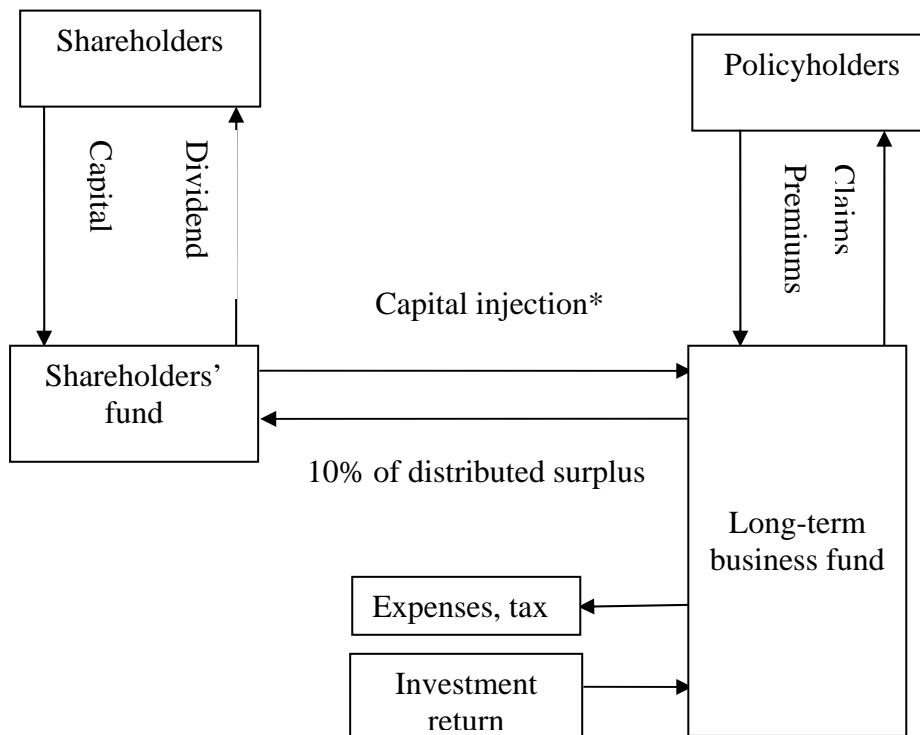 Shareholders
Policyholders
Capital
Dividend
Premiums
Claims
Capital injection*
Shareholders’
fund
10% of distributed surplus
Long-term
business fund
Expenses, tax
Investment
return